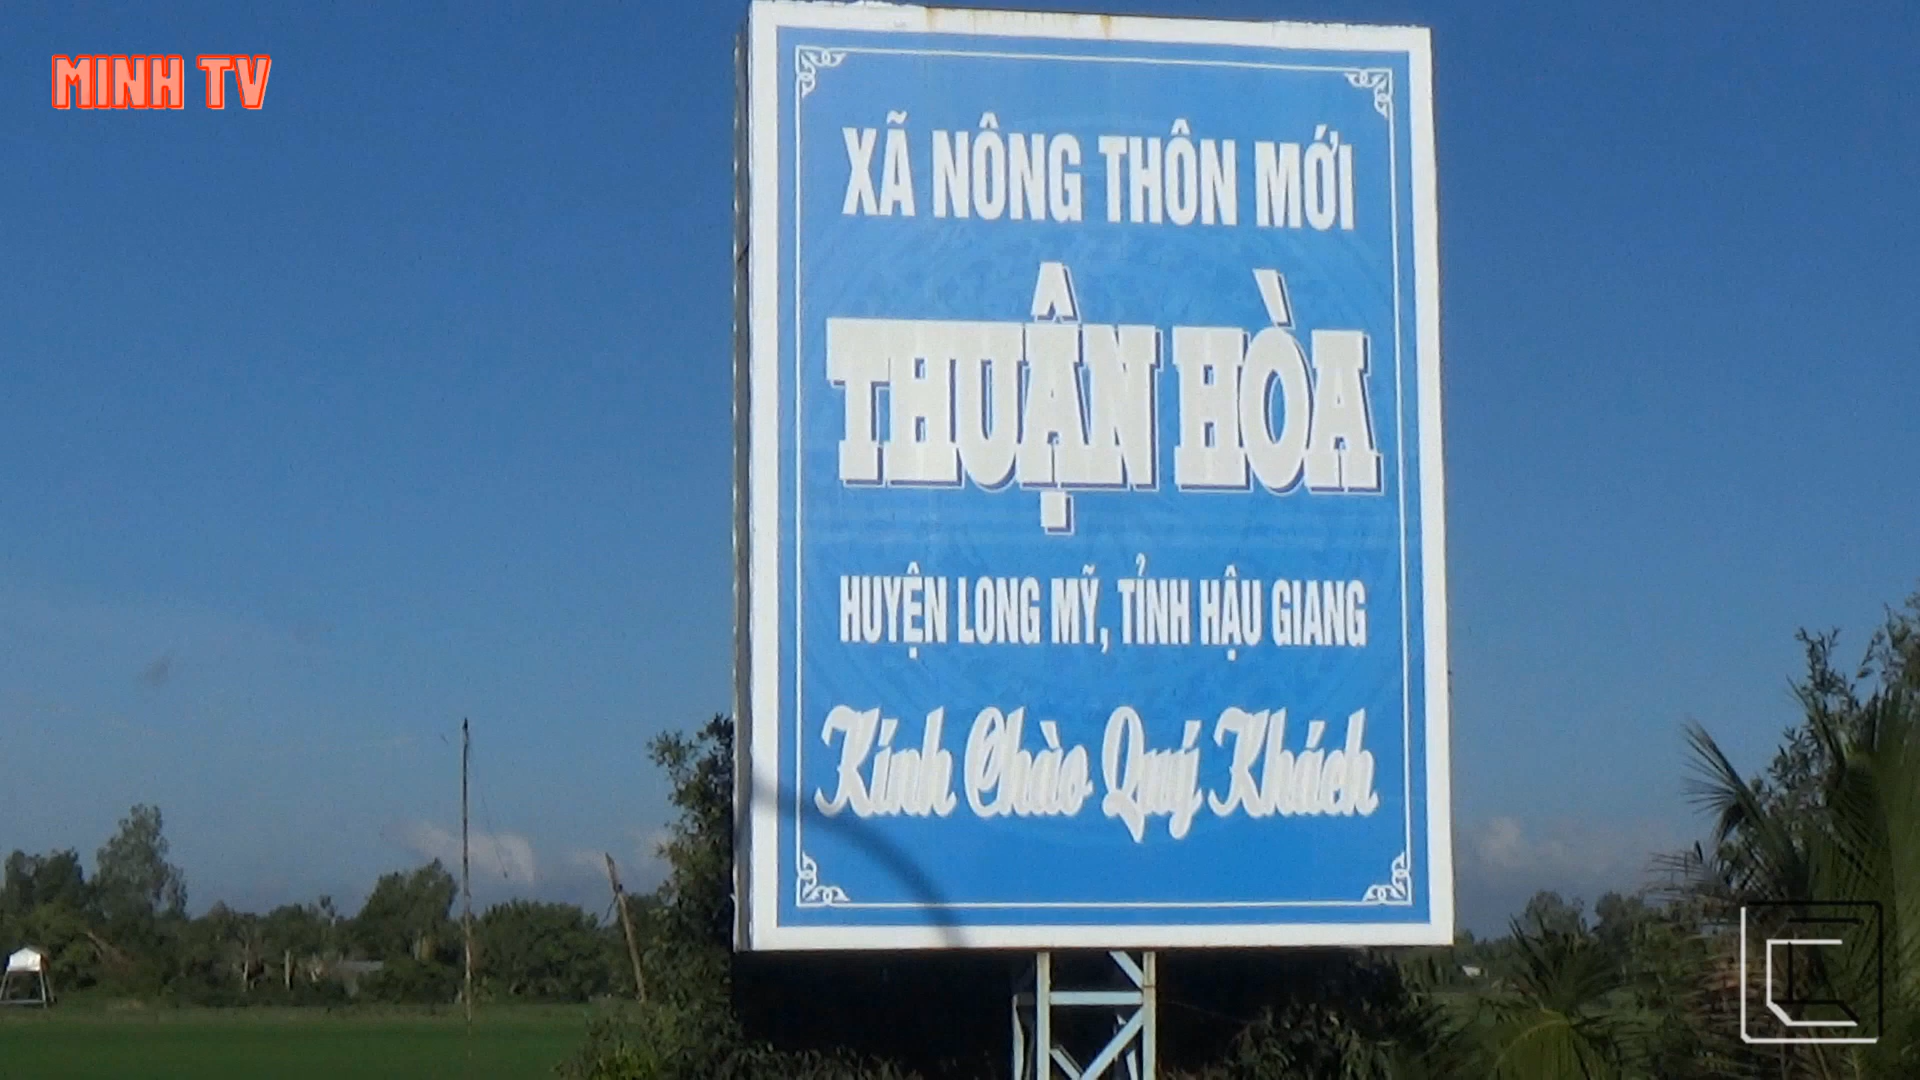 MINH TV
XÃ NÔNG THÔN MỚI
THUẬN HÒA
HUYỆN LONG MỸ, TỈNH HẬU GIANG
Kính Chào Quý Khách